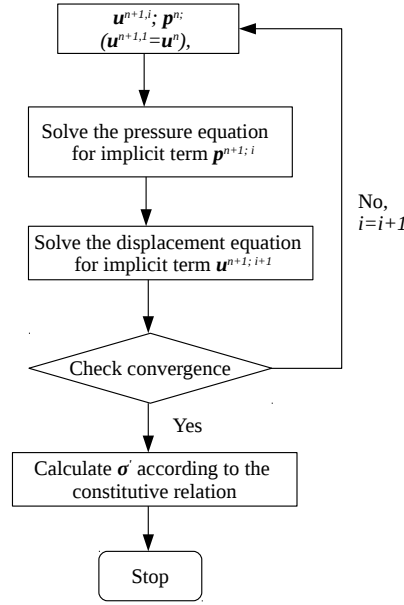 u^{n+1,i}; p^{n;}
(u^{n+1,1}=u^{n}),
Solve the pressure equation
for implicit term p^{n+1; i}
Solve the displacement equation
for implicit term u^{n+1; i+1}
No,
i=i+1
Check convergence
Yes
Calculate σ' according to the
constitutive relation
Stop